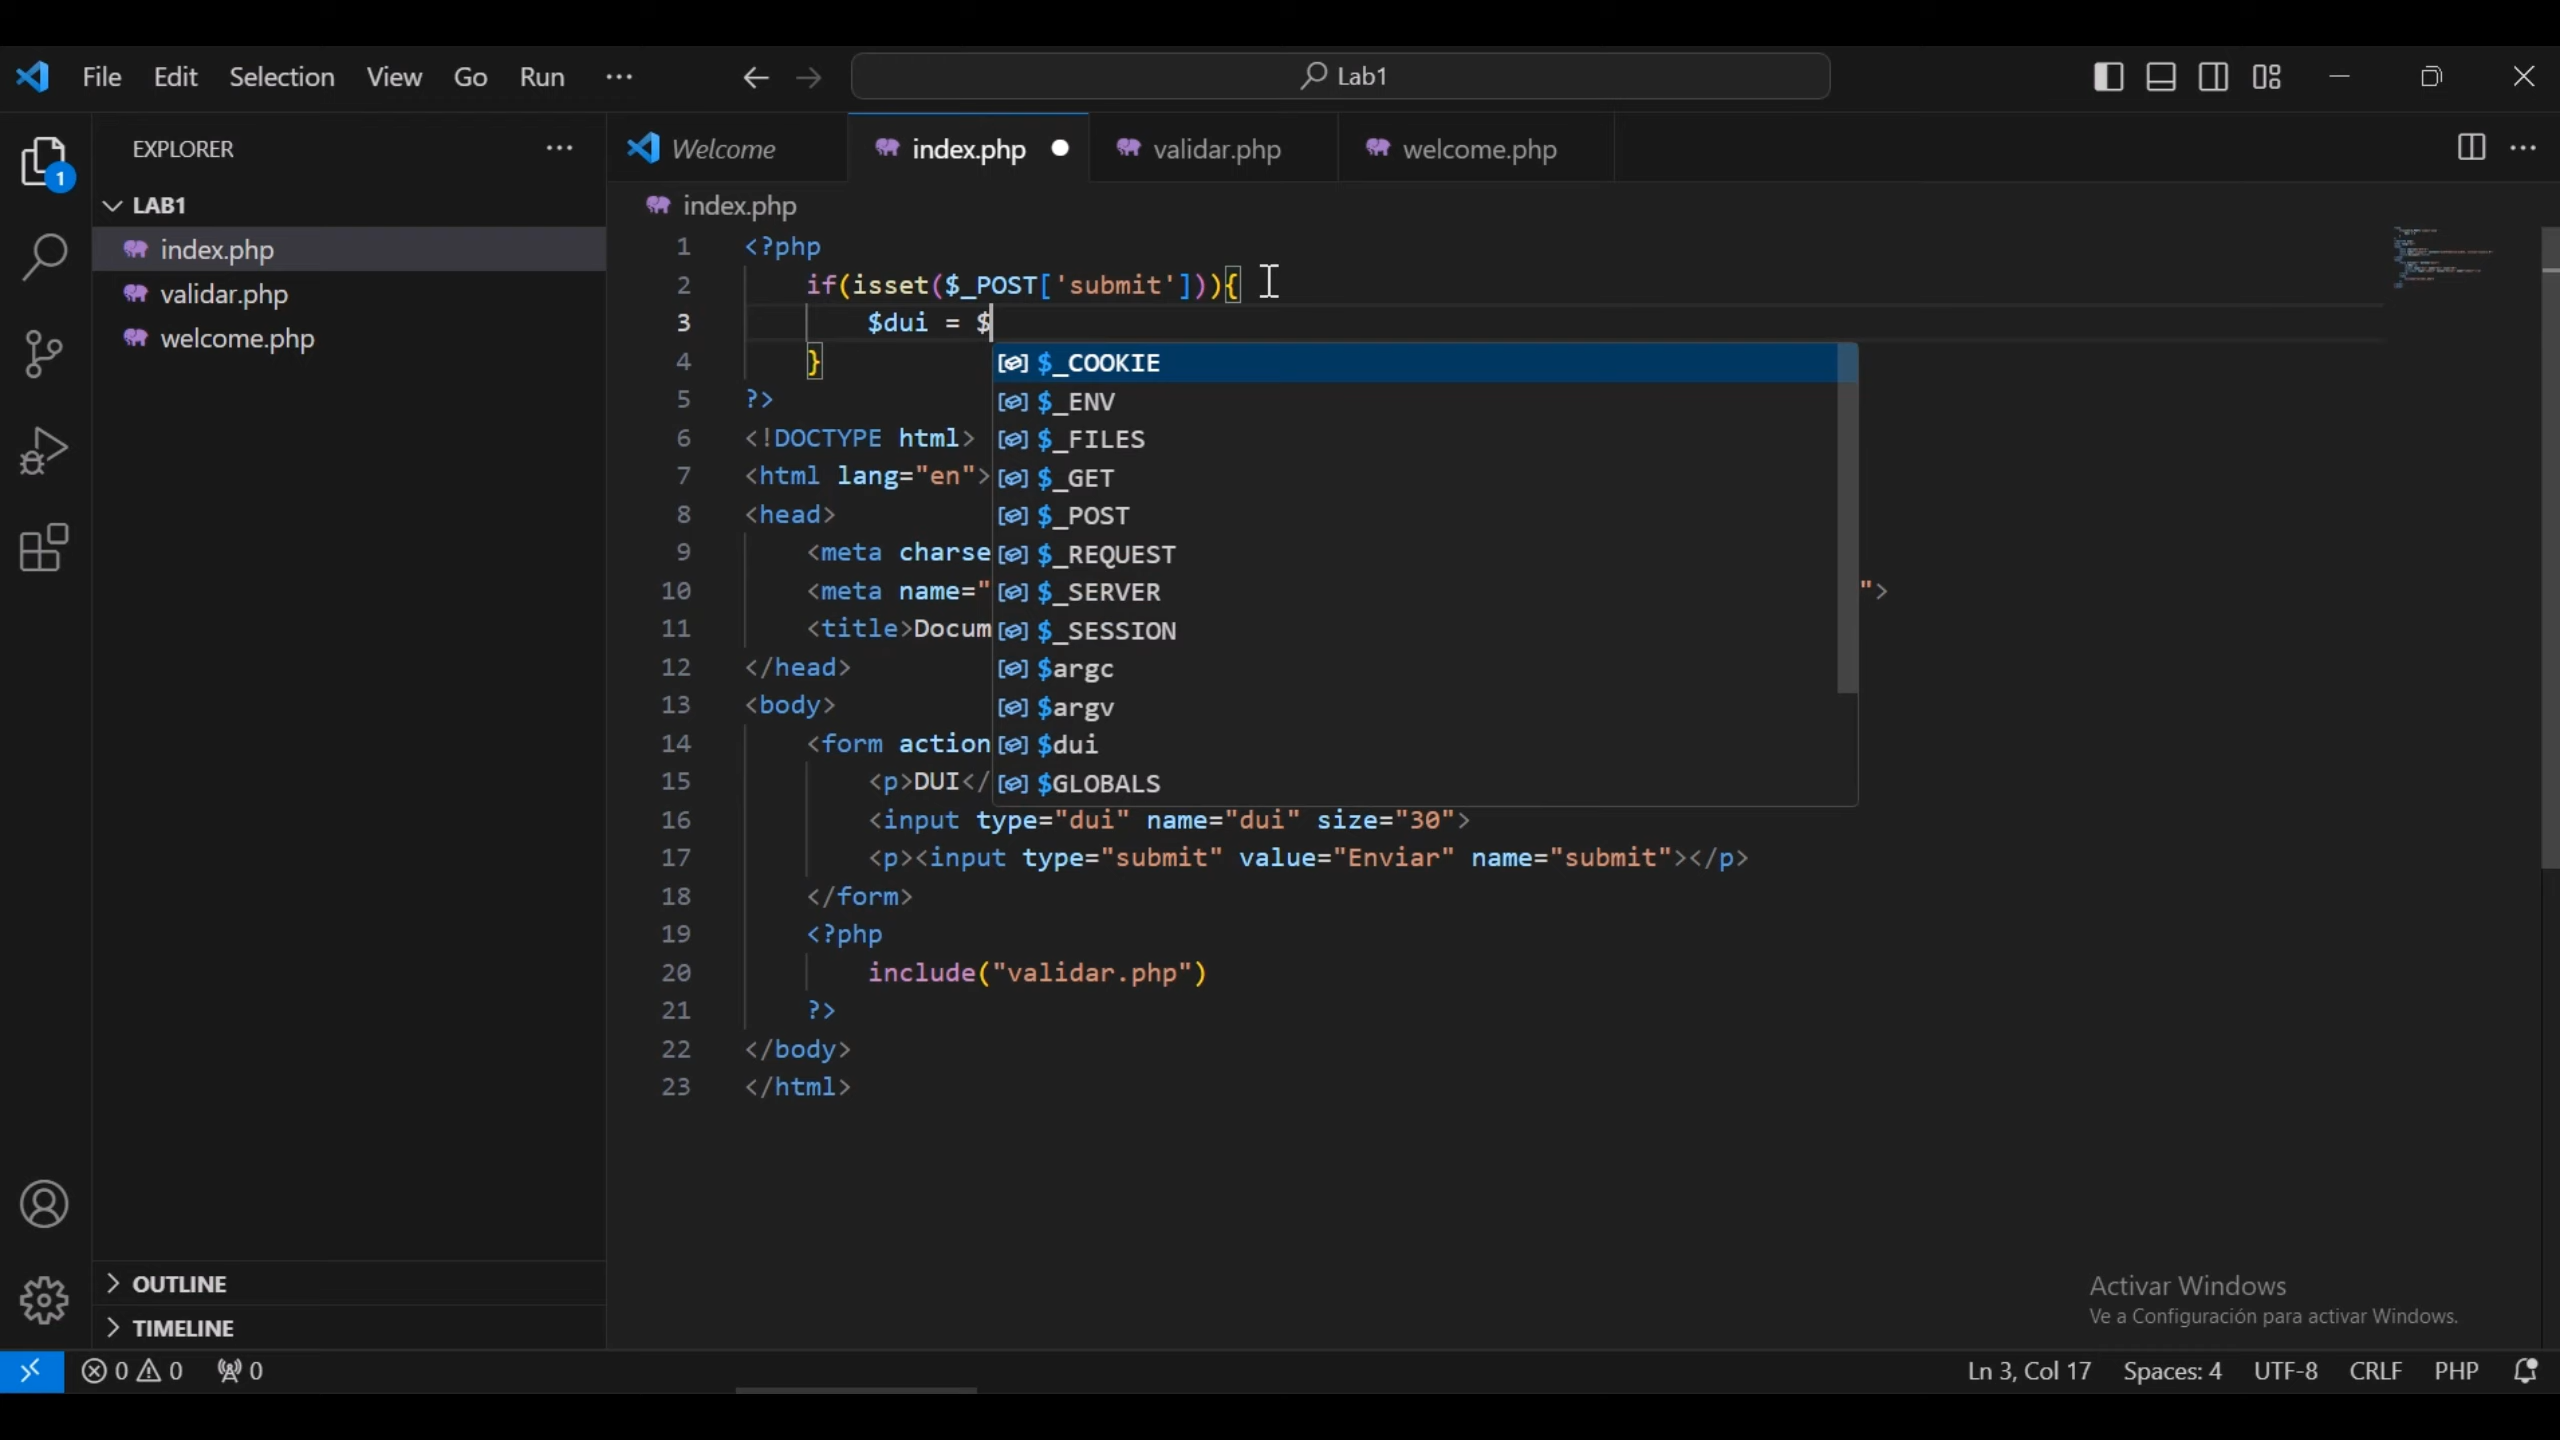 File Edit Selection View Go Run ··· Lab1
EXPLORER ···
LAB1
index.php
validar.php
welcome.php
OUTLINE
TIMELINE
Welcome index.php validar.php welcome.php
index.php
1 <?php
2 if(isset($_POST['submit'])){
3 $dui = $
4 }
5 ?>
6 <!DOCTYPE html>
7 <html lang="en">
8 <head>
9 <meta charse
10 <meta name=" ">
11 <title>Docum
12 </head>
13 <body>
14 <form action
15 <p>DUI</
16 <input type="dui" name="dui" size="30">
17 <p><input type="submit" value="Enviar" name="submit"></p>
18 </form>
19 <?php
20 include("validar.php")
21 ?>
22 </body>
23 </html>
$_COOKIE
$_ENV
$_FILES
$_GET
$_POST
$_REQUEST
$_SERVER
$_SESSION
$argc
$argv
$dui
$GLOBALS
Activar Windows
Ve a Configuración para activar Windows.
1
0 0 0 Ln 3, Col 17 Spaces: 4 UTF-8 CRLF PHP